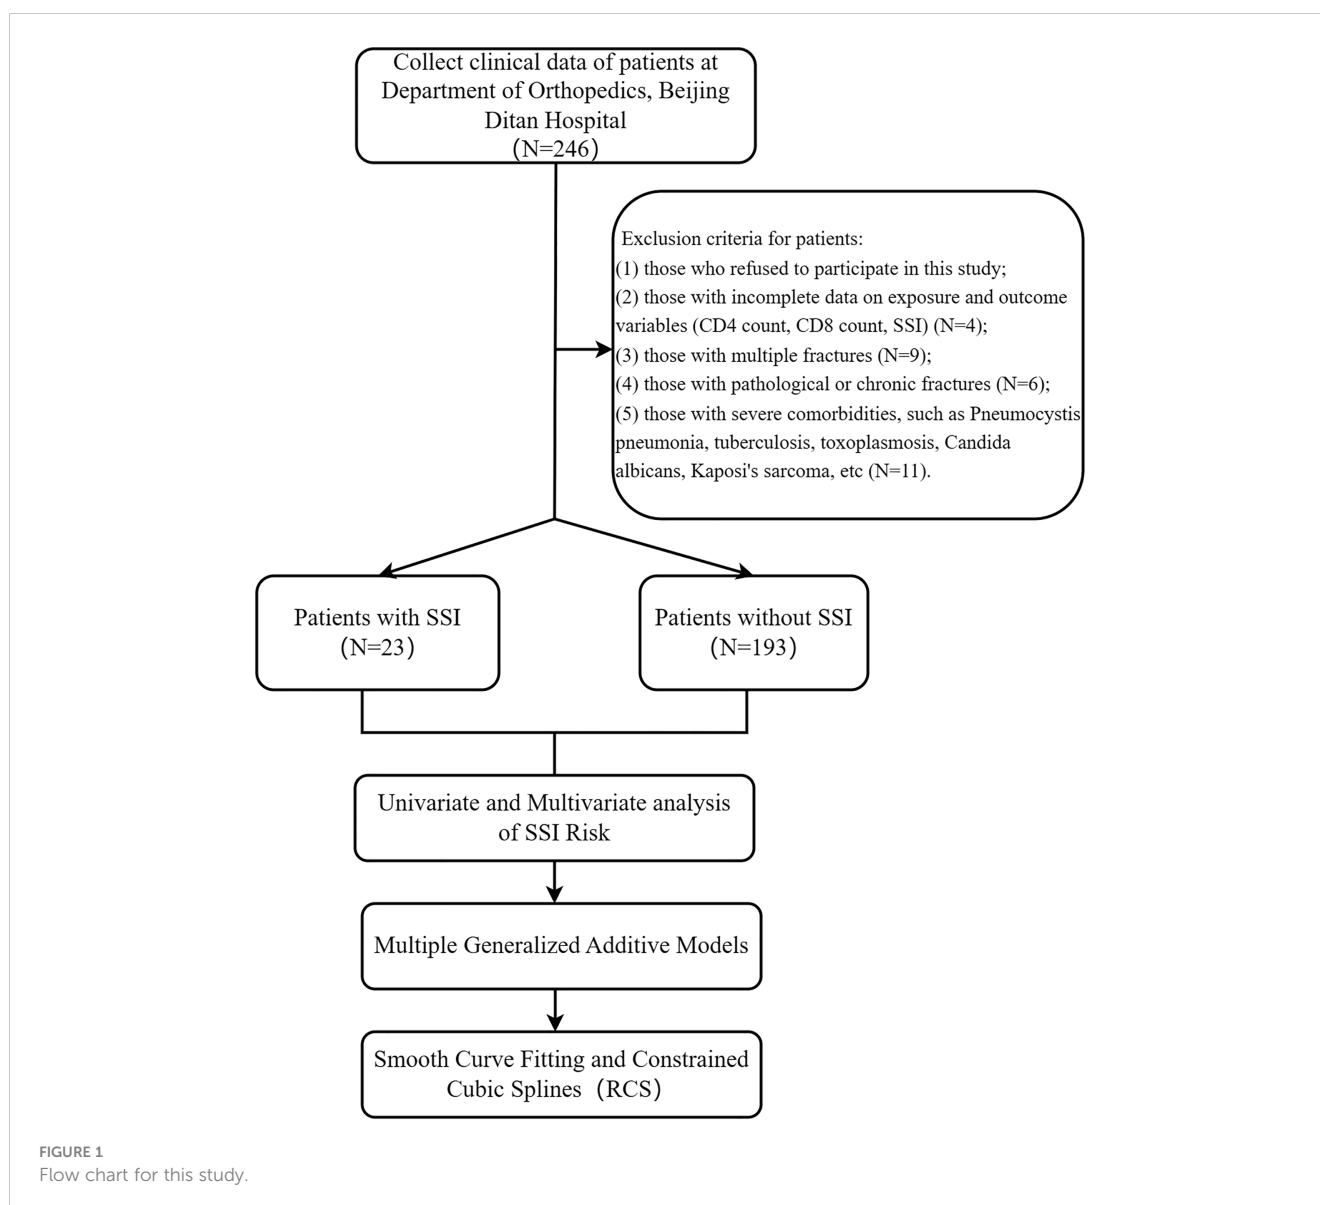 Collect clinical data of patients at
Department of Orthopedics, Beijing
Ditan Hospital
(N=246)
Exclusion criteria for patients:
(1) those who refused to participate in this study;
(2) those with incomplete data on exposure and outcome
variables (CD4 count, CD8 count, SSI) (N=4);
(3) those with multiple fractures (N=9);
(4) those with pathological or chronic fractures (N=6);
(5) those with severe comorbidities, such as Pneumocystis
pneumonia, tuberculosis, toxoplasmosis, Candida
albicans, Kaposi's sarcoma, etc (N=11).
Patients with SSI
(N=23)
Patients without SSI
(N=193)
Univariate and Multivariate analysis
of SSI Risk
Multiple Generalized Additive Models
Smooth Curve Fitting and Constrained
Cubic Splines（RCS）
FIGURE 1
Flow chart for this study.